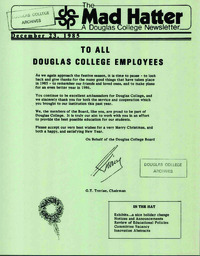 DOUGLAS COLLEGE
ARCHIVES
The
Mad Hatter
A Douglas College Newsletter
December 23, 1985
TO ALL
DOUGLAS COLLEGE EMPLOYEES
As we again approach the festive season, it is time to pause - to look
back and give thanks for the many good things that have taken place
in 1985 - to remember our friends and loved ones, and to make plans
for an even better year in 1986.
You continue to be excellent ambassadors for Douglas College, and
we sincerely thank you for both the service and cooperation which
you brought to our institution this past year.
We, the members of the Board, like you, are proud to be part of
Douglas College. It is truly our aim to work with you in an effort
to provide the best possible education for our students.
Please accept our very best wishes for a very Merry Christmas, and
both a happy, and satisfying New Year.
On Behalf of the Douglas College Board
DOUGLAS COLLEGE
ARCHIVES
Chairman
IN THE HAT
Exhibits...a nice holiday change
Notices and Announcements
Review of Educational Policies
Committee Vacancy
Innovation Abstracts